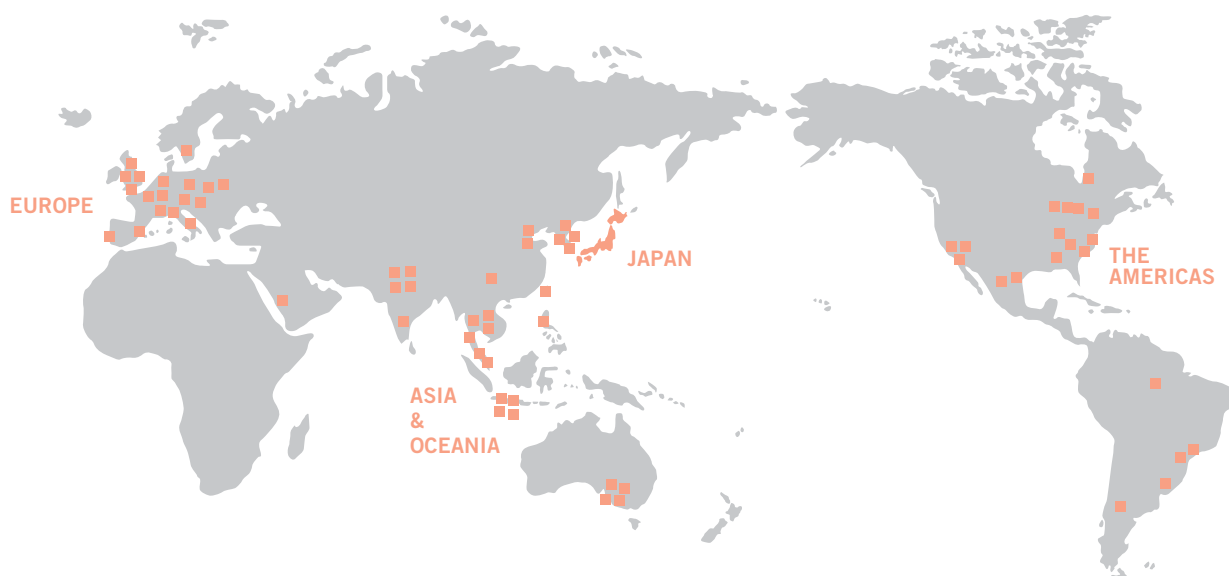 EUROPE
JAPAN
THE
AMERICAS
ASIA
&
OCEANIA